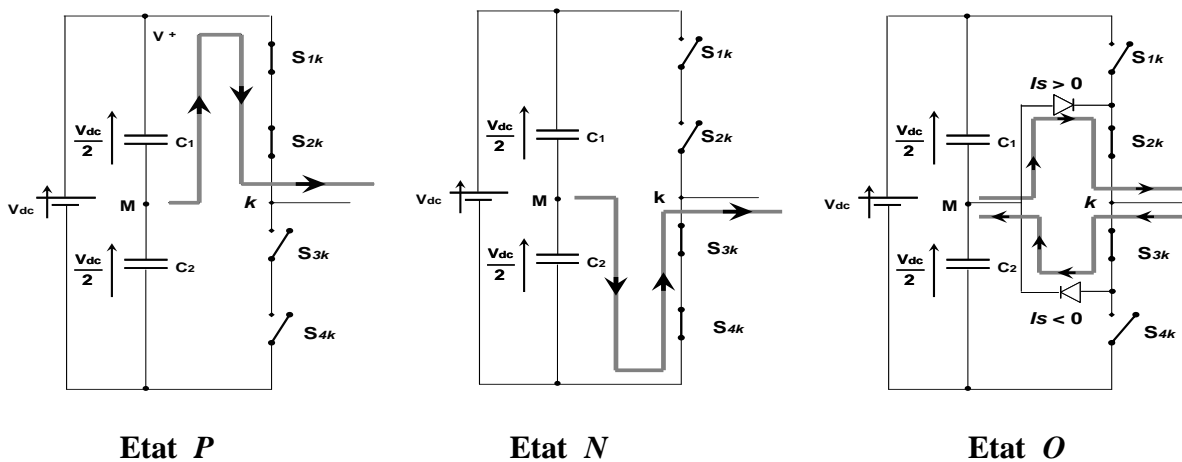 V +
S1k
Vdc
2
C1
S2k
Vdc
M
k
Vdc
2
C2
S3k
S4k
Etat P
S1k
S2k
Vdc
2
C1
Vdc
M
k
Vdc
2
C2
S3k
S4k
Etat N
S1k
Is > 0
Vdc
2
C1
S2k
Vdc
M
k
Vdc
2
C2
S3k
Is < 0
S4k
Etat O